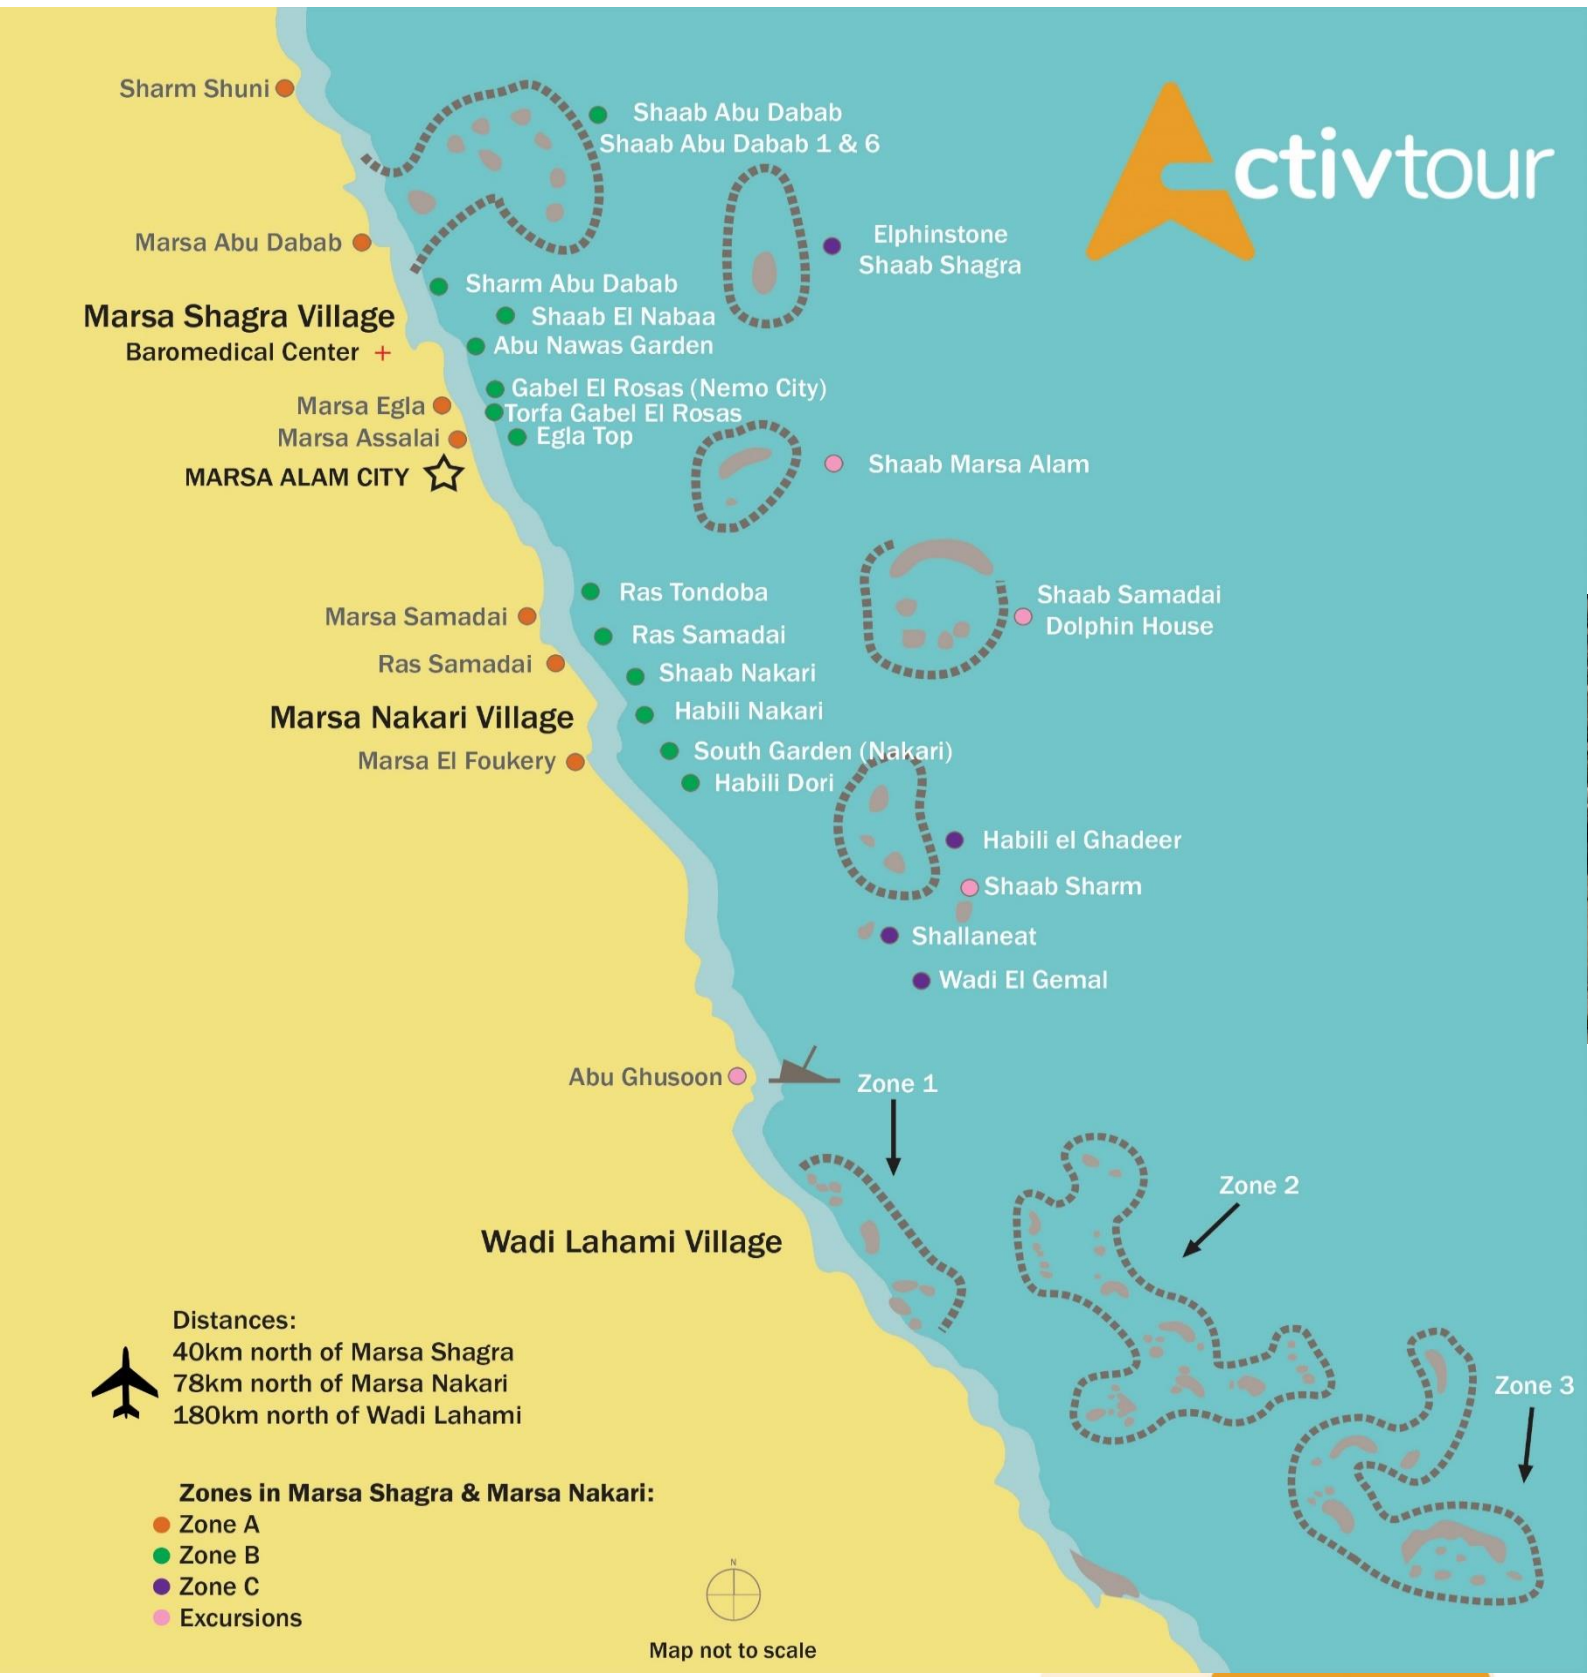 Sharm Shuni
Shaab Abu Dabab
Shaab Abu Dabab 1 & 6
ctivtour
Marsa Abu Dabab
Elphinstone
Shaab Shagra
Sharm Abu Dabab
Marsa Shagra Village
Shaab El Nabaa
Abu Nawas Garden
Baromedical Center +
Gabel El Rosas (Nemo City)
Marsa Egla
Torfa Gabel El Rosas
Marsa Assalai
Egla Top
MARSA ALAM CITY
Shaab Marsa Alam
Ras Tondoba
Shaab Samadai
Dolphin House
Marsa Samadai
Ras Samadai
Ras Samadai
Shaab Nakari
Marsa Nakari Village
Habili Nakari
South Garden (Nakari)
Marsa El Foukery
Habili Dori
Habili el Ghadeer
Shaab Sharm
Shallaneat
Wadi El Gemal
Abu Ghusoon
Zone 1
Zone 2
Wadi Lahami Village
Distances:
40km north of Marsa Shagra
78km north of Marsa Nakari
180km north of Wadi Lahami
Zone 3
Zones in Marsa Shagra & Marsa Nakari:
Zone A
Zone B
Zone C
Excursions
N
Map not to scale